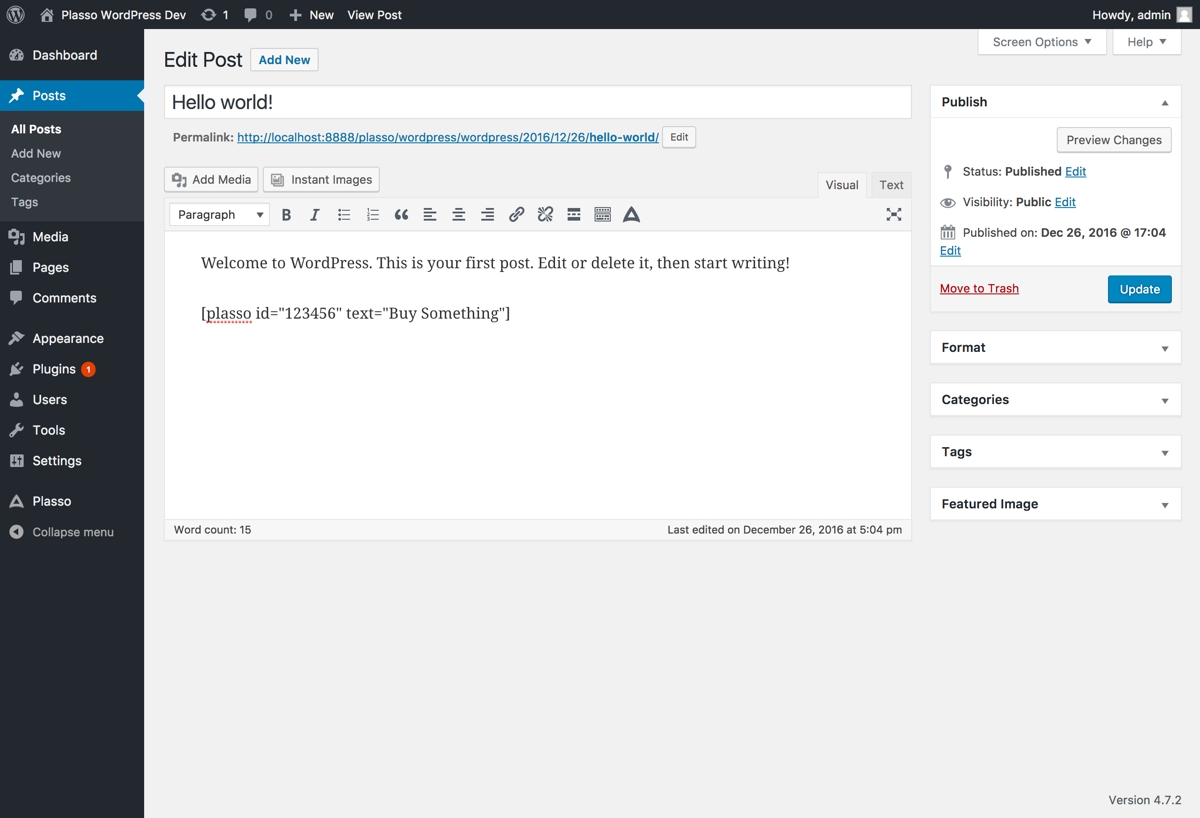 Plasso WordPress Dev 1 0 New View Post Howdy, admin
Screen Options Help
Dashboard
Posts
All Posts
Add New
Categories
Tags
Media
Pages
Comments
Appearance
Plugins 1
Users
Tools
Settings
Plasso
Collapse menu
Edit Post Add New
Hello world!
Permalink: http://localhost:8888/plasso/wordpress/wordpress/2016/12/26/hello-world/ Edit
Add Media Instant Images Visual Text
Paragraph B I
Welcome to WordPress. This is your first post. Edit or delete it, then start writing!
[plasso id="123456" text="Buy Something"]
Word count: 15 Last edited on December 26, 2016 at 5:04 pm
Publish
Preview Changes
Status: Published Edit
Visibility: Public Edit
Published on: Dec 26, 2016 @ 17:04
Edit
Move to Trash Update
Format
Categories
Tags
Featured Image
Version 4.7.2